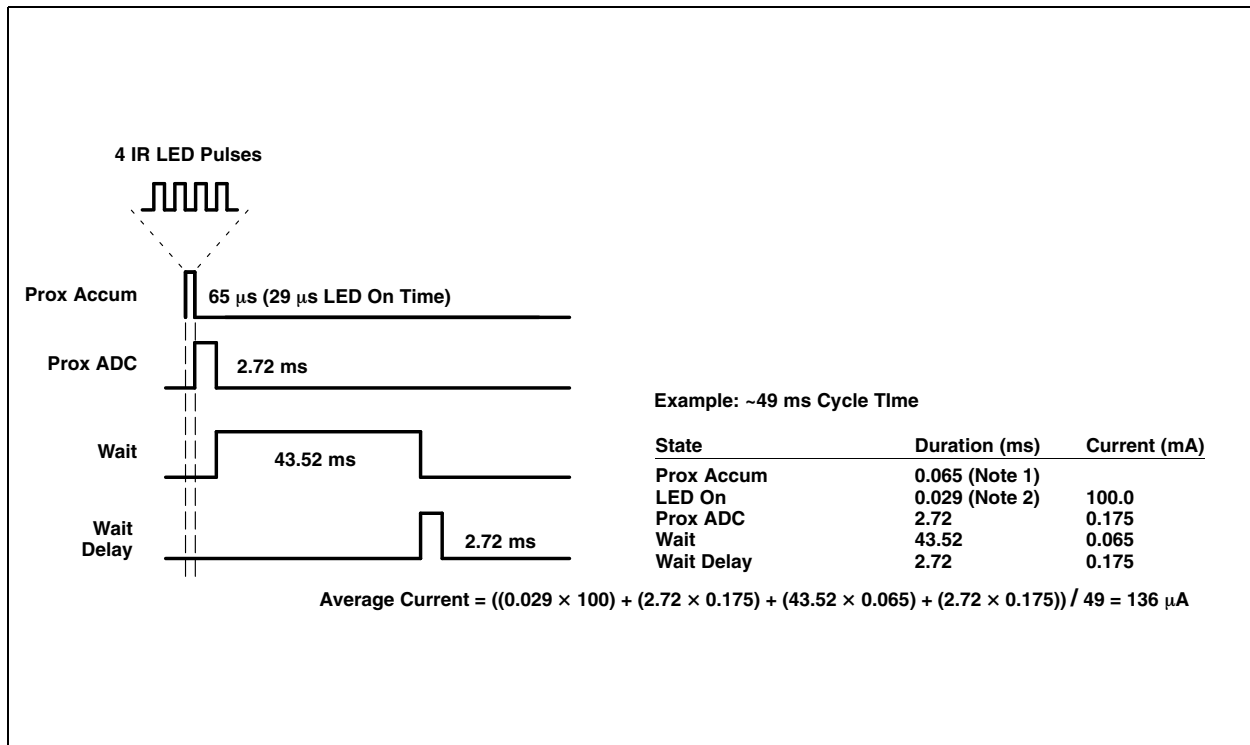 4 IR LED Pulses
Prox Accum
65 μs (29 μs LED On Time)
Prox ADC
2.72 ms
Wait
43.52 ms
Wait
Delay
2.72 ms
Example: ~49 ms Cycle TIme
State Duration (ms) Current (mA)
Prox Accum 0.065 (Note 1)
LED On 0.029 (Note 2) 100.0
Prox ADC 2.72 0.175
Wait 43.52 0.065
Wait Delay 2.72 0.175
Average Current = ((0.029 × 100) + (2.72 × 0.175) + (43.52 × 0.065) + (2.72 × 0.175)) / 49 = 136 μA